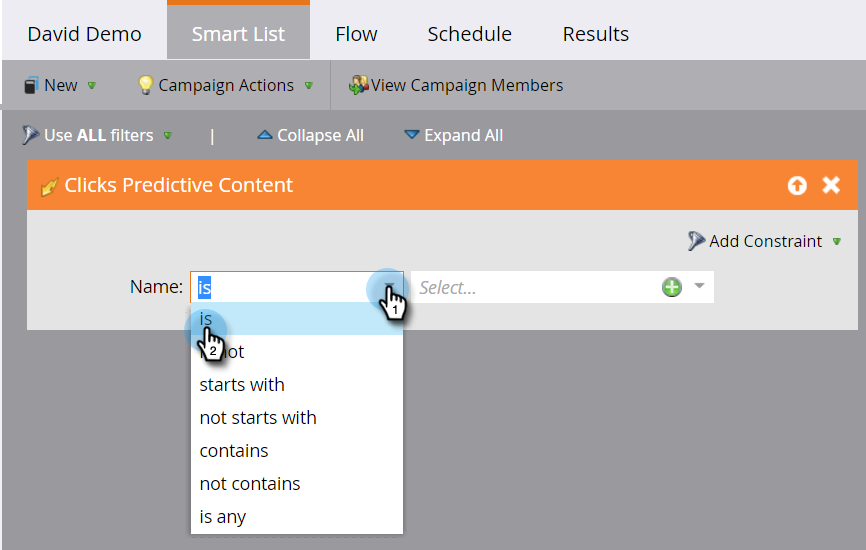 David Demo Smart List Flow Schedule Results
New Campaign Actions View Campaign Members
Use ALL filters | Collapse All Expand All
Clicks Predictive Content
Add Constraint
Name: is Select...
1
is
2
not
starts with
not starts with
contains
not contains
is any